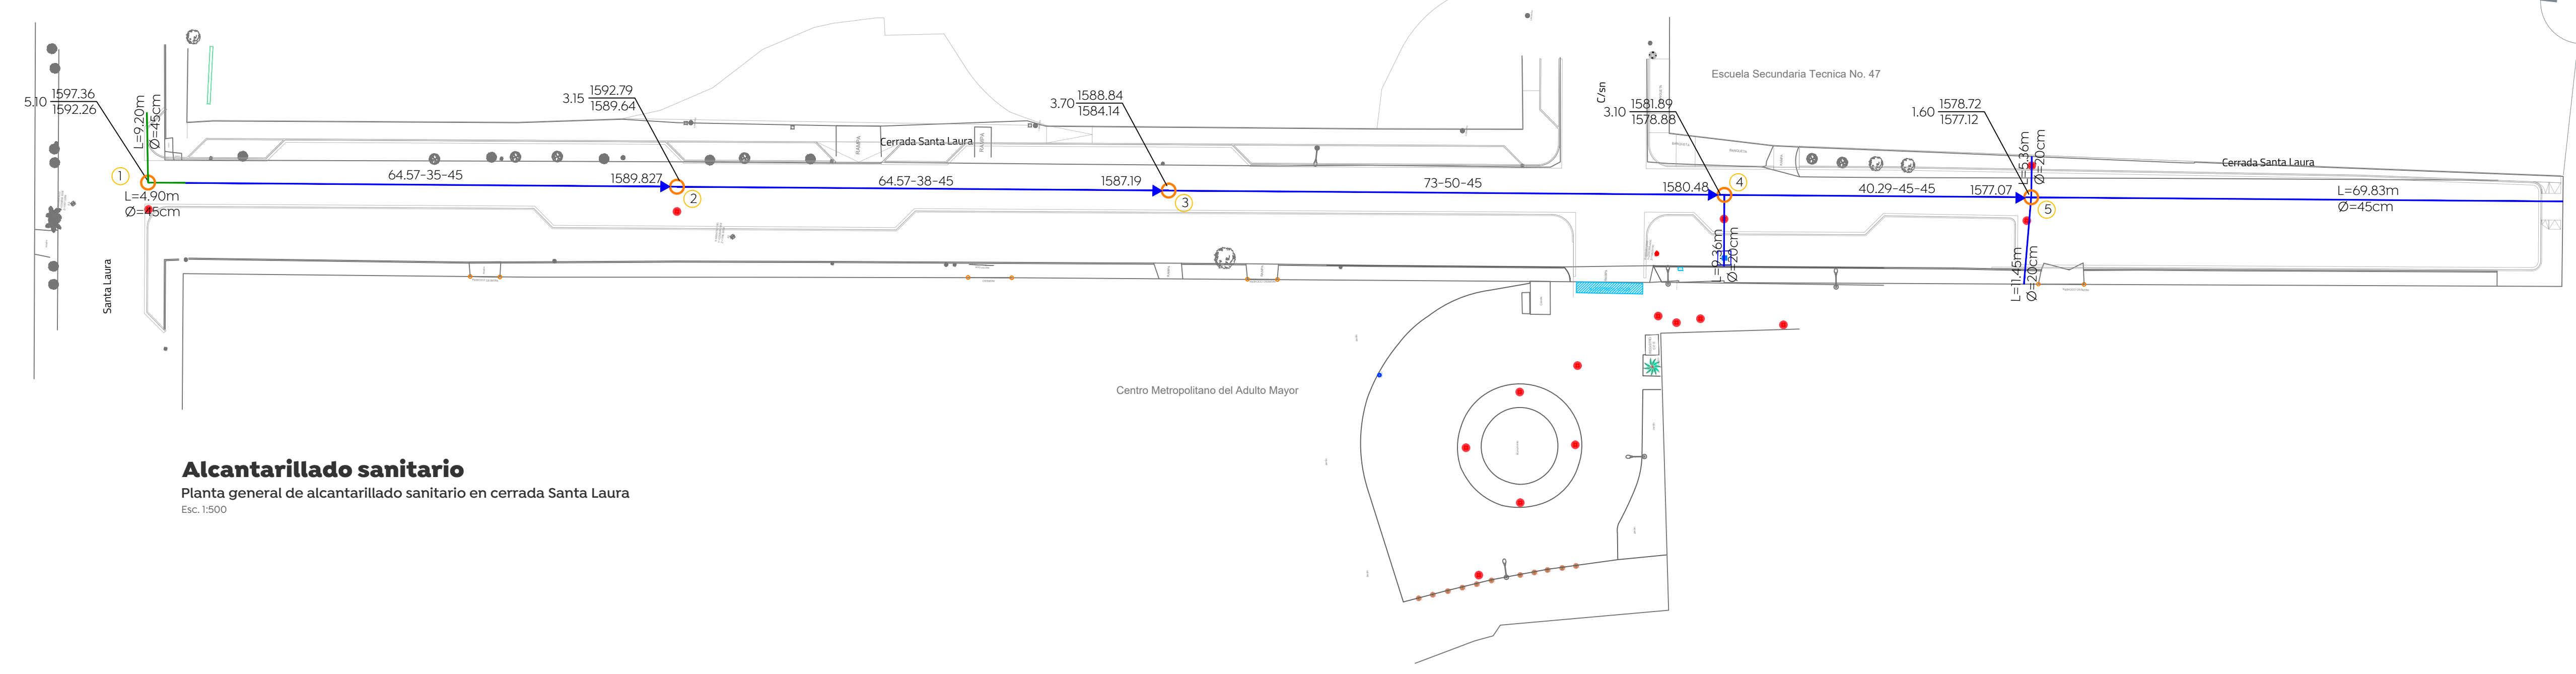 Escuela Secundaria Tecnica No. 47
5.10
1597.36
1592.26
L=9.20m
Ø=45cm
3.15
1592.79
1589.64
3.70
1588.84
1584.14
C/sn
3.10
1581.89
1578.88
1.60
1578.72
1577.12
L=5.36m
Ø=20cm
RAMPA
Cerrada Santa Laura
RAMPA
Cerrada Santa Laura
1
64.57-35-45
1589.827
2
64.57-38-45
1587.19
3
73-50-45
1580.48
4
40.29-45-45
1577.07
5
L=69.83m
Ø=45cm
L=4.90m
Ø=45cm
Santa Laura
L=9.36m
Ø=20cm
L=11.45m
Ø=20cm
Centro Metropolitano del Adulto Mayor
Alcantarillado sanitario
Planta general de alcantarillado sanitario en cerrada Santa Laura
Esc. 1:500